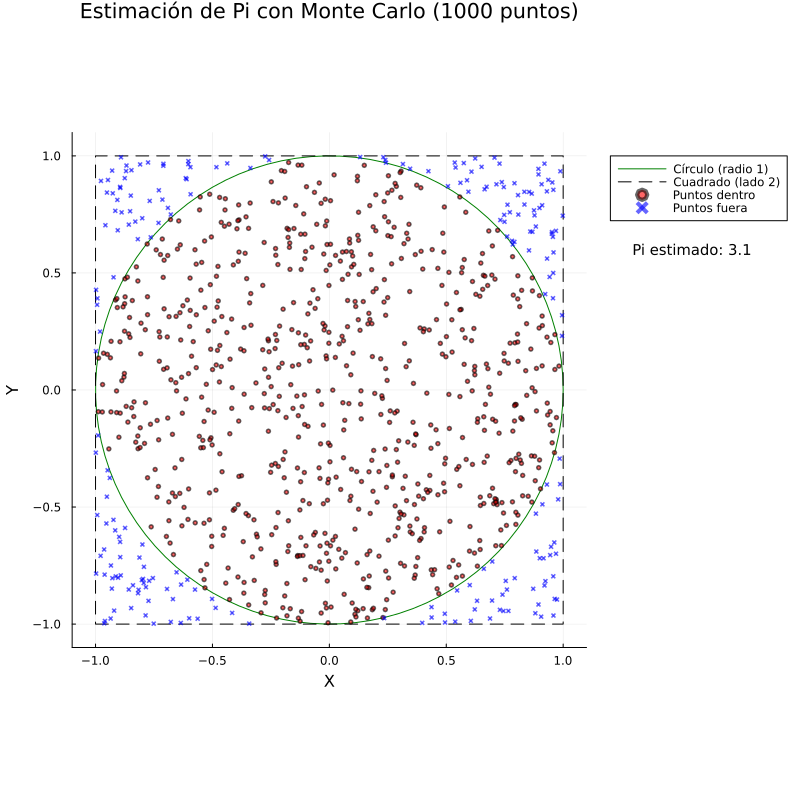 Estimación de Pi con Monte Carlo (1000 puntos)
Círculo (radio 1)
Cuadrado (lado 2)
Puntos dentro
Puntos fuera
Pi estimado: 3.1
Y
1.0
0.5
0.0
−0.5
−1.0
−1.0 −0.5 0.0 0.5 1.0
X